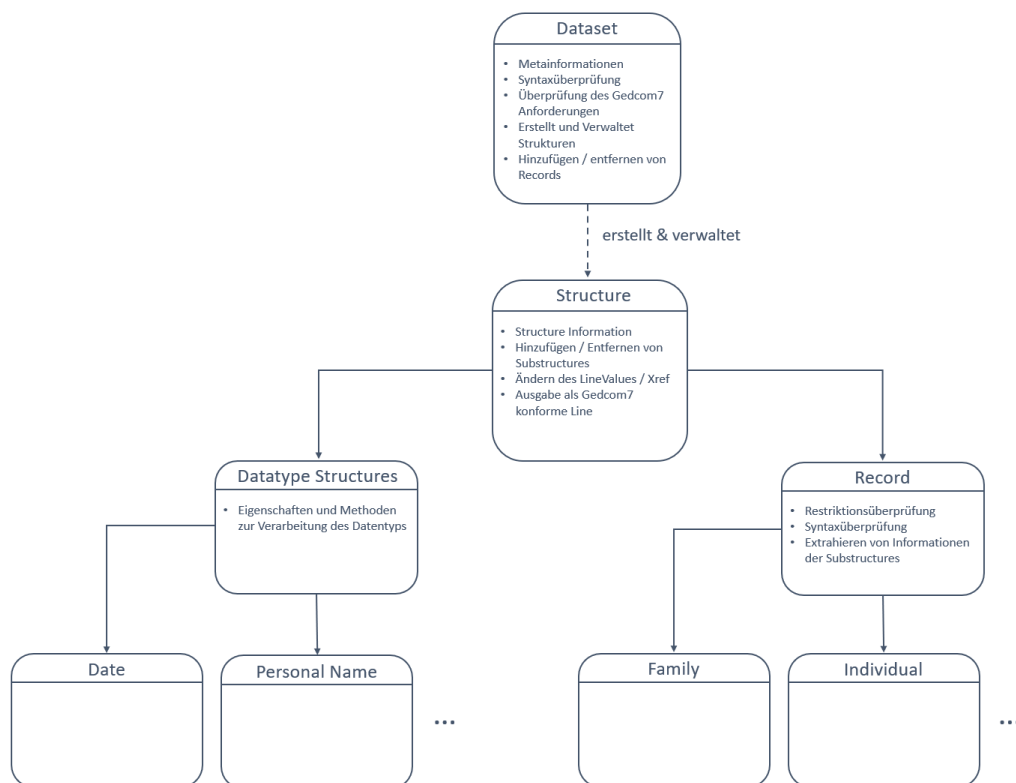 Dataset
• Metainformationen
• Syntaxüberprüfung
• Überprüfung des Gedcom7
Anforderungen
• Erstellt und Verwaltet
Strukturen
• Hinzufügen / entfernen von
Records
erstellt & verwaltet
Structure
• Structure Information
• Hinzufügen / Entfernen von
Substructures
• Ändern des LineValues / Xref
• Ausgabe als Gedcom7
konforme Line
Datatype Structures
• Eigenschaften und Methoden
zur Verarbeitung des Datentyps
Record
• Restriktionsüberprüfung
• Syntaxüberprüfung
• Extrahieren von Informationen
der Substructures
Date
Personal Name
...
Family
Individual
...